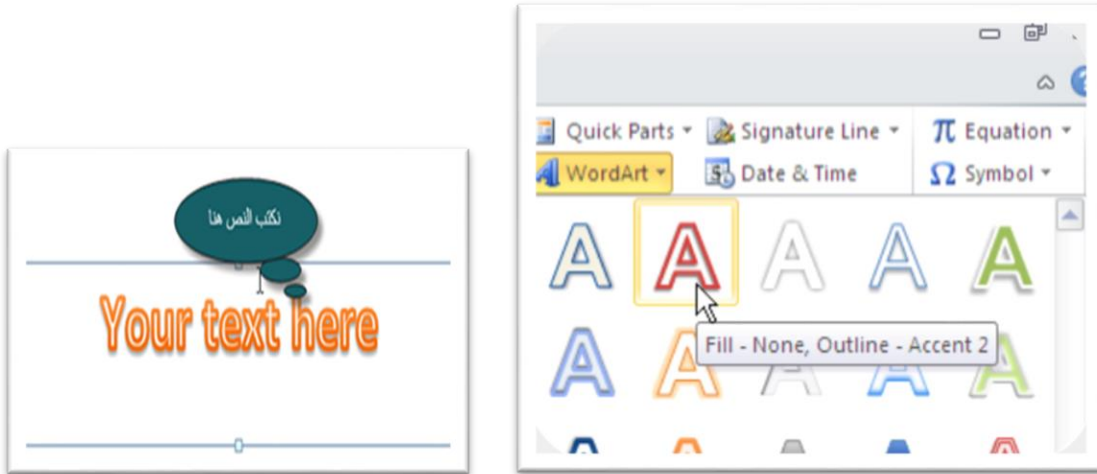 نكتب النص هنا
Your text here
Quick Parts
Signature Line
Equation
WordArt
Date & Time
Symbol
A A A A A
Fill - None, Outline - Accent 2
A A A A A